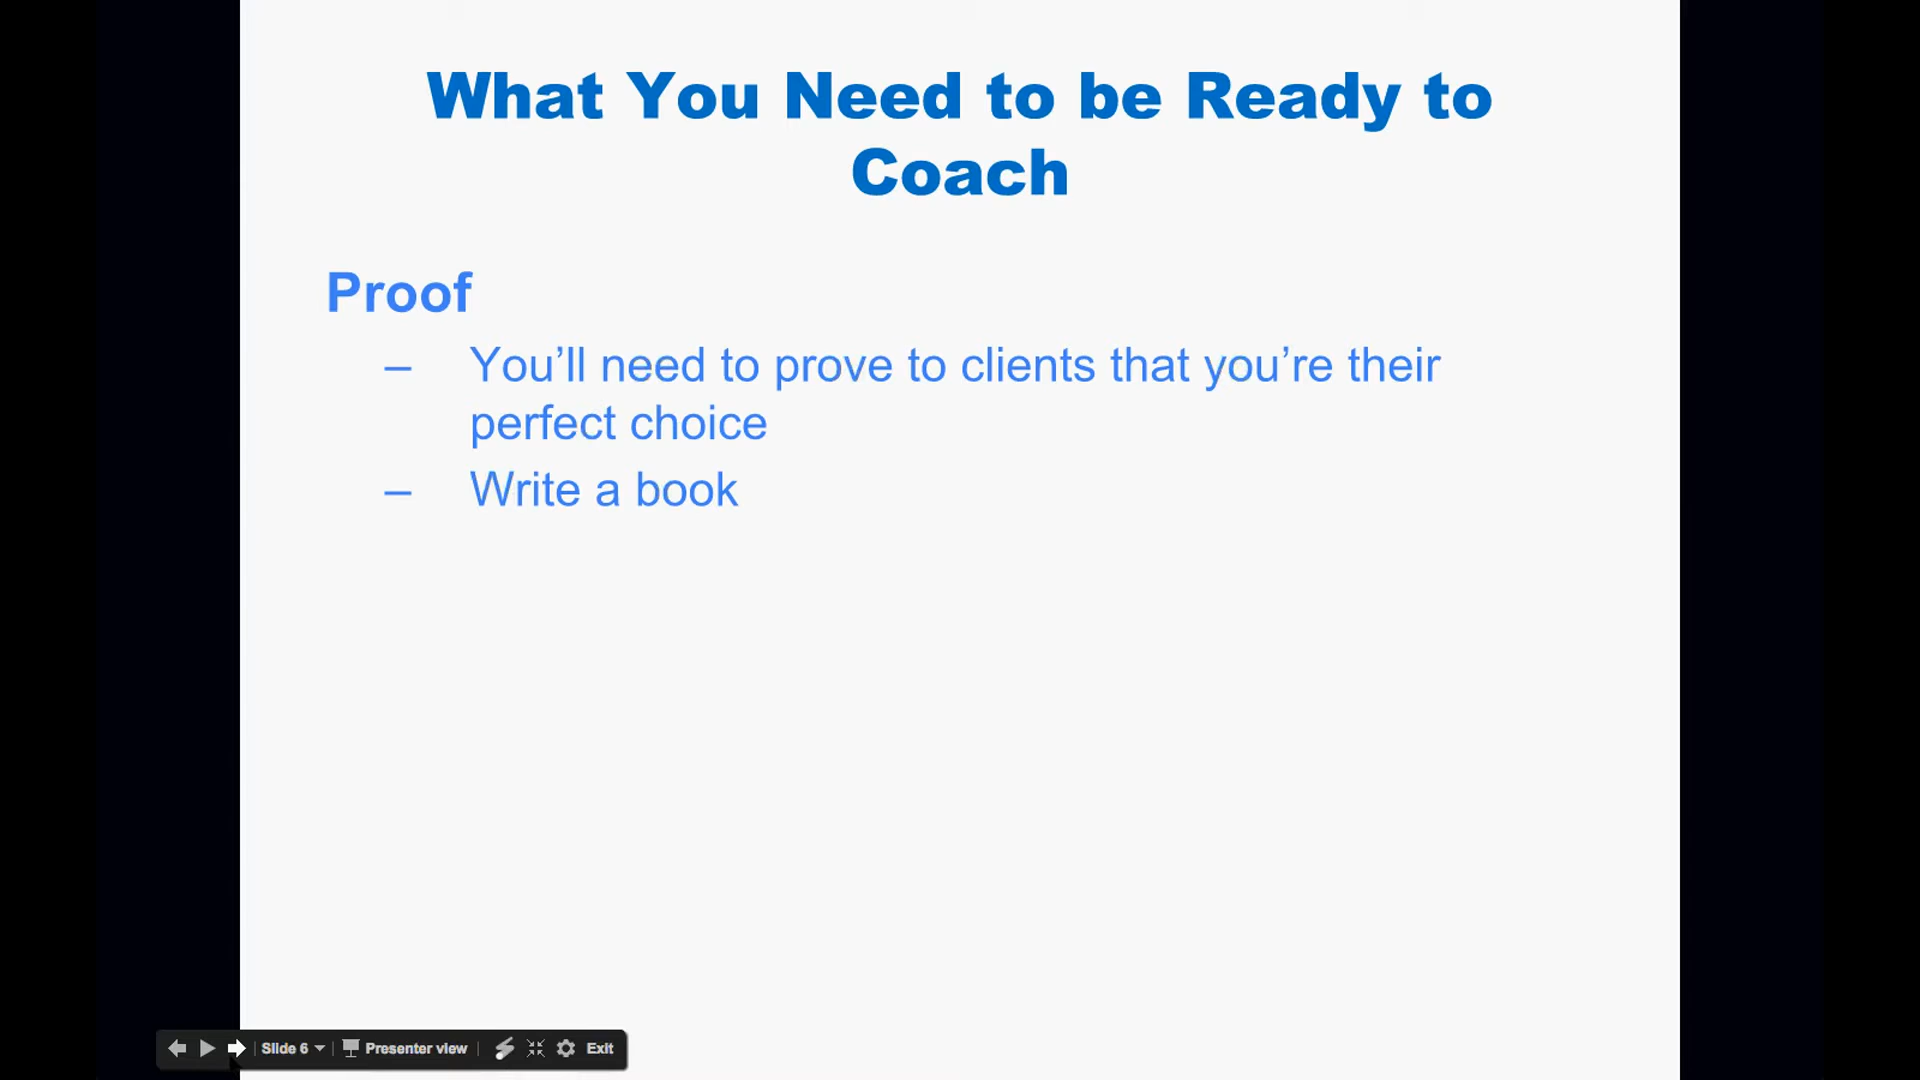 What You Need to be Ready to
Coach
Proof
– You’ll need to prove to clients that you’re their
perfect choice
– Write a book
Slide 6 Presenter view Exit